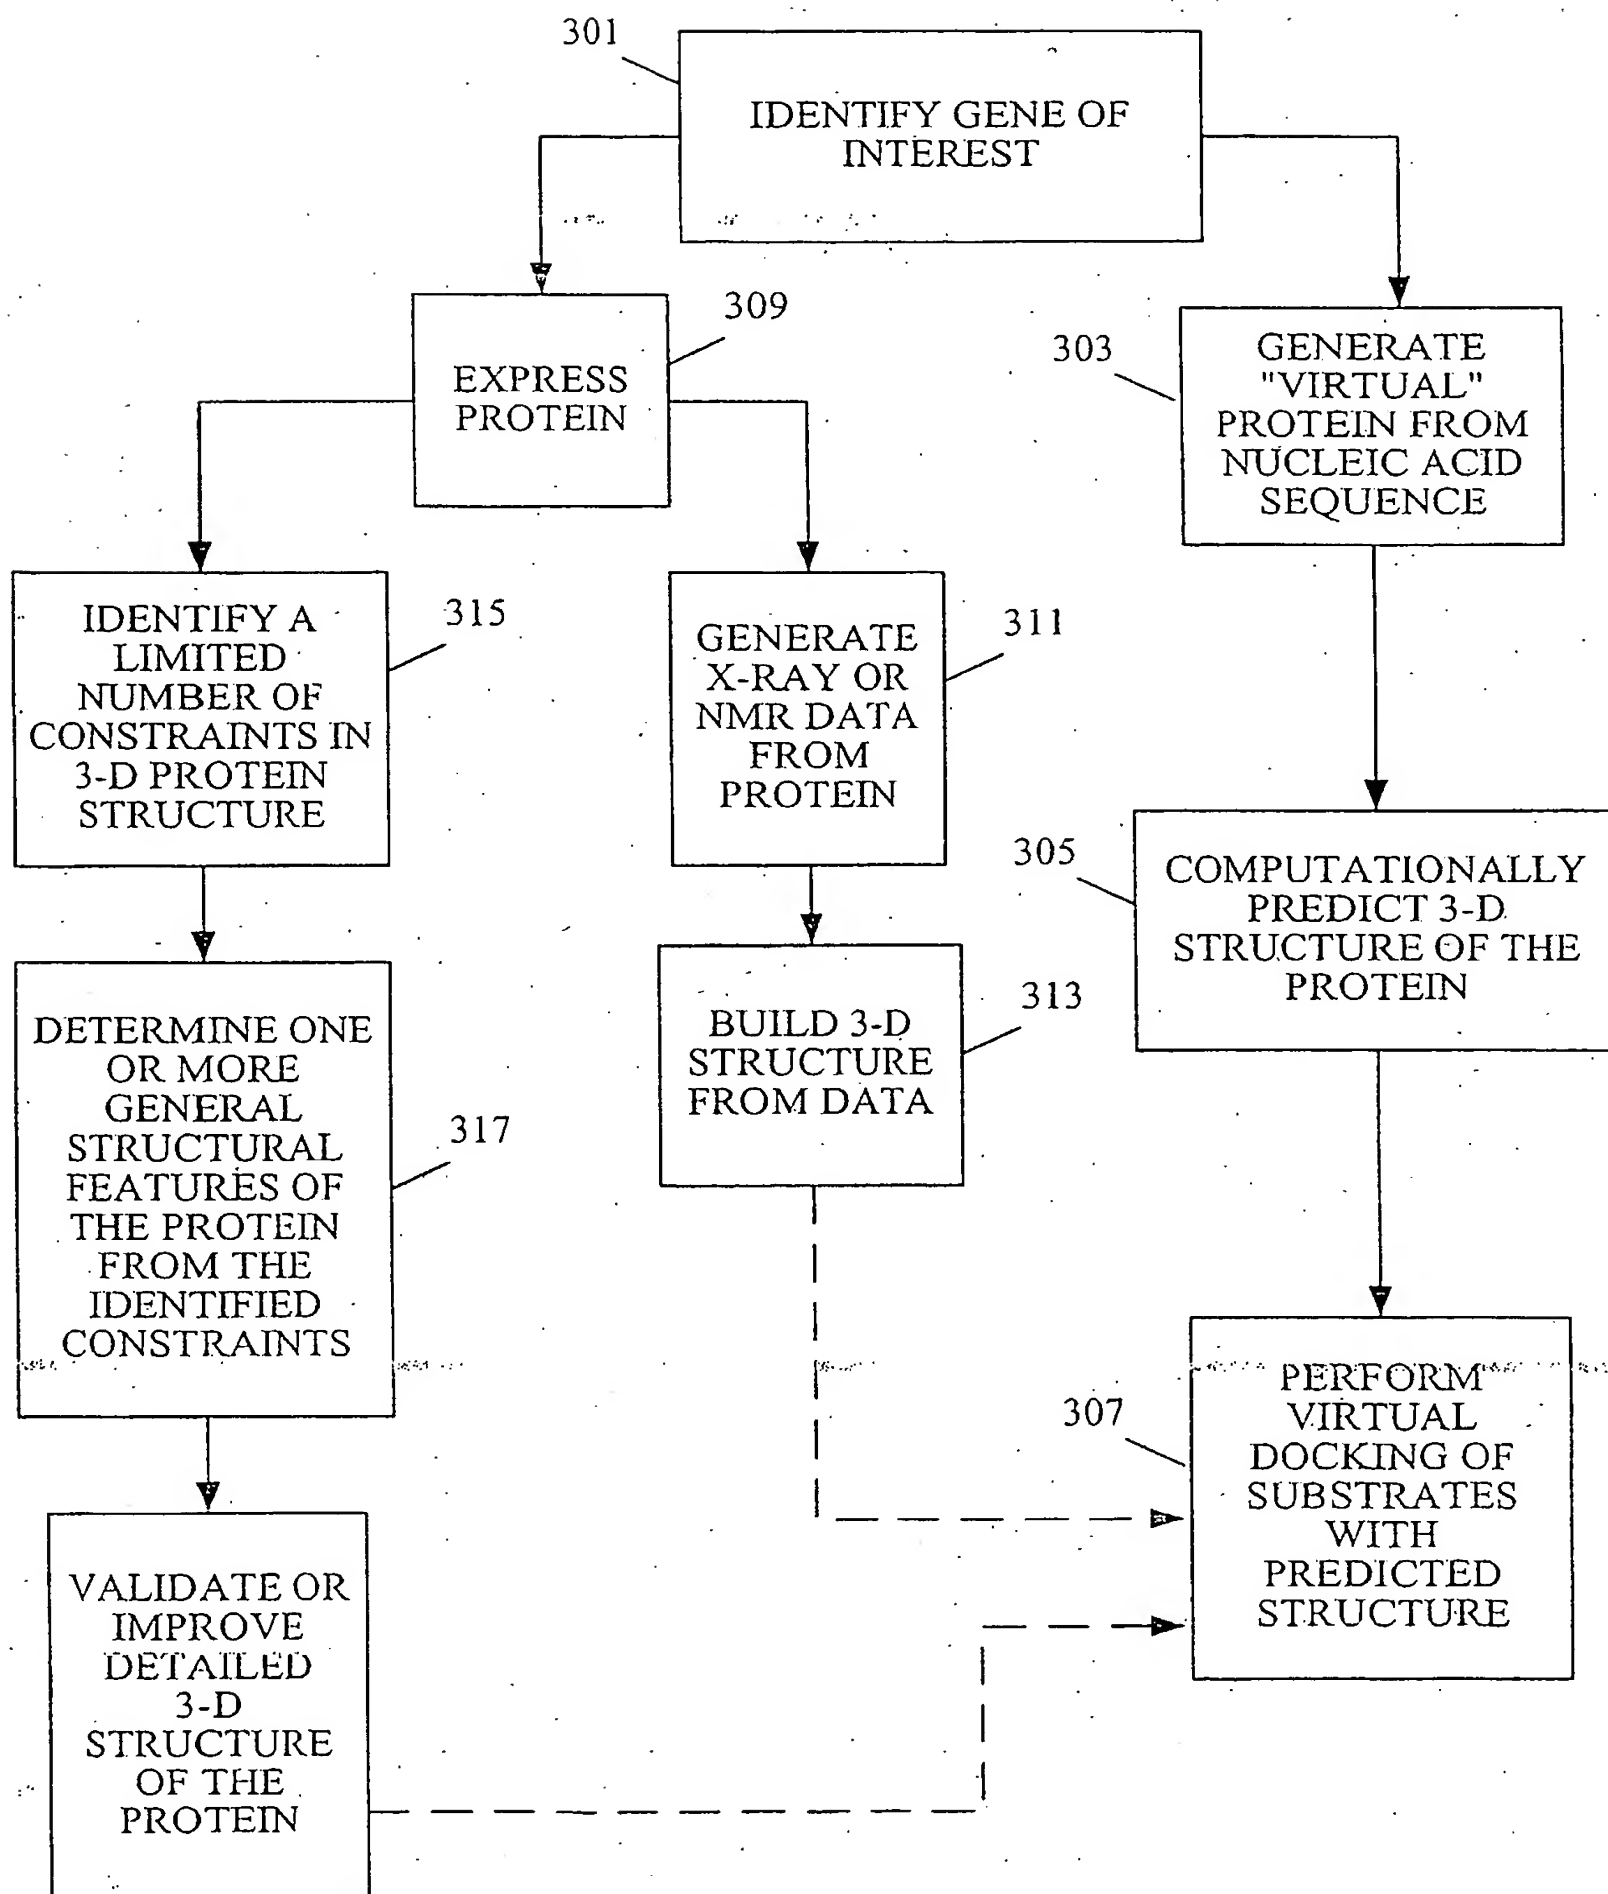 301
IDENTIFY GENE OF
INTEREST
309
EXPRESS
PROTEIN
303
GENERATE
"VIRTUAL"
PROTEIN FROM
NUCLEIC ACID
SEQUENCE
315
IDENTIFY A
LIMITED
NUMBER OF
CONSTRAINTS IN
3-D PROTEIN
STRUCTURE
311
GENERATE
X-RAY OR
NMR DATA
FROM
PROTEIN
305
COMPUTATIONALLY
PREDICT 3-D
STRUCTURE OF THE
PROTEIN
313
BUILD 3-D
STRUCTURE
FROM DATA
317
DETERMINE ONE
OR MORE
GENERAL
STRUCTURAL
FEATURES OF
THE PROTEIN
FROM THE
IDENTIFIED
CONSTRAINTS
307
PERFORM
VIRTUAL
DOCKING OF
SUBSTRATES
WITH
PREDICTED
STRUCTURE
VALIDATE OR
IMPROVE
DETAILED
3-D
STRUCTURE
OF THE
PROTEIN